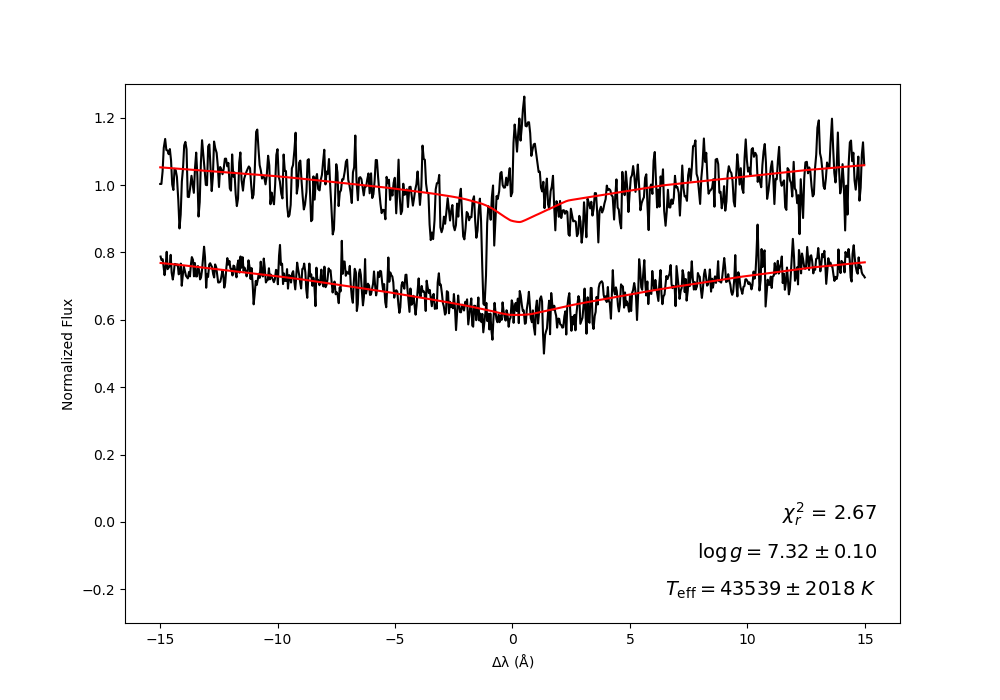 1.2
1.0
0.8
0.6
0.4
0.2
0.0
−0.2
Normalized Flux
χ²ᵣ = 2.67
log g = 7.32 ± 0.10
T_eff = 43539 ± 2018 K
−15 −10 −5 0 5 10 15
Δλ (Å)